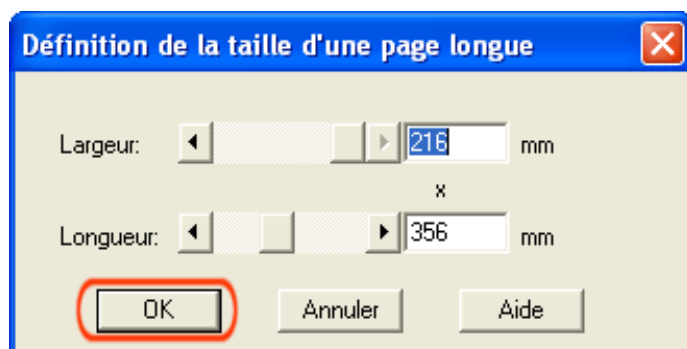 Définition de la taille d'une page longue
Largeur: 216 mm
x
Longueur: 356 mm
OK Annuler Aide